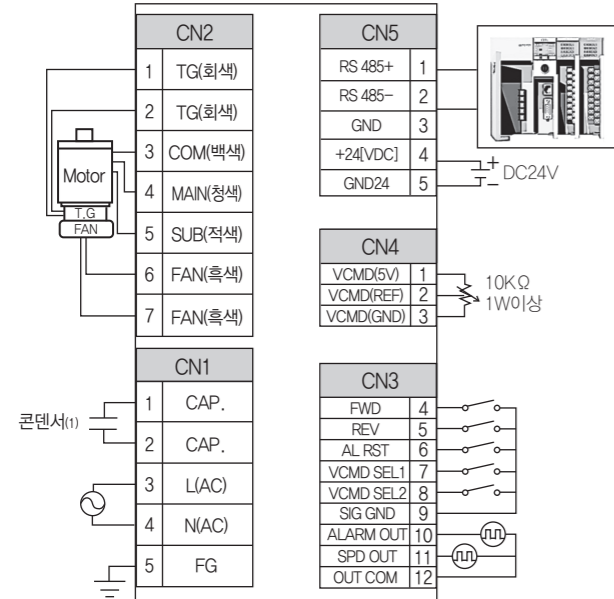 CN2
1 TG(회색)
2 TG(회색)
3 COM(백색)
4 MAIN(청색)
5 SUB(적색)
6 FAN(흑색)
7 FAN(흑색)
Motor
T.G
FAN
CN1
1 CAP.
2 CAP.
3 L(AC)
4 N(AC)
5 FG
콘덴서(1)
CN5
RS 485+ 1
RS 485− 2
GND 3
+24[VDC] 4
GND24 5
+
DC24V
−
CN4
VCMD(5V) 1
VCMD(REF) 2
VCMD(GND) 3
10KΩ
1W이상
CN3
FWD 4
REV 5
AL RST 6
VCMD SEL1 7
VCMD SEL2 8
SIG GND 9
ALARM OUT 10
SPD OUT 11
OUT COM 12